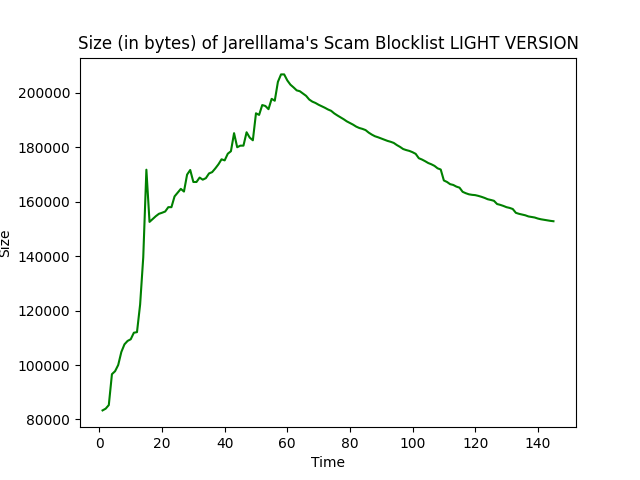 Size (in bytes) of Jarelllama's Scam Blocklist LIGHT VERSION
200000
180000
160000
140000
120000
100000
80000
Size
0 20 40 60 80 100 120 140
Time